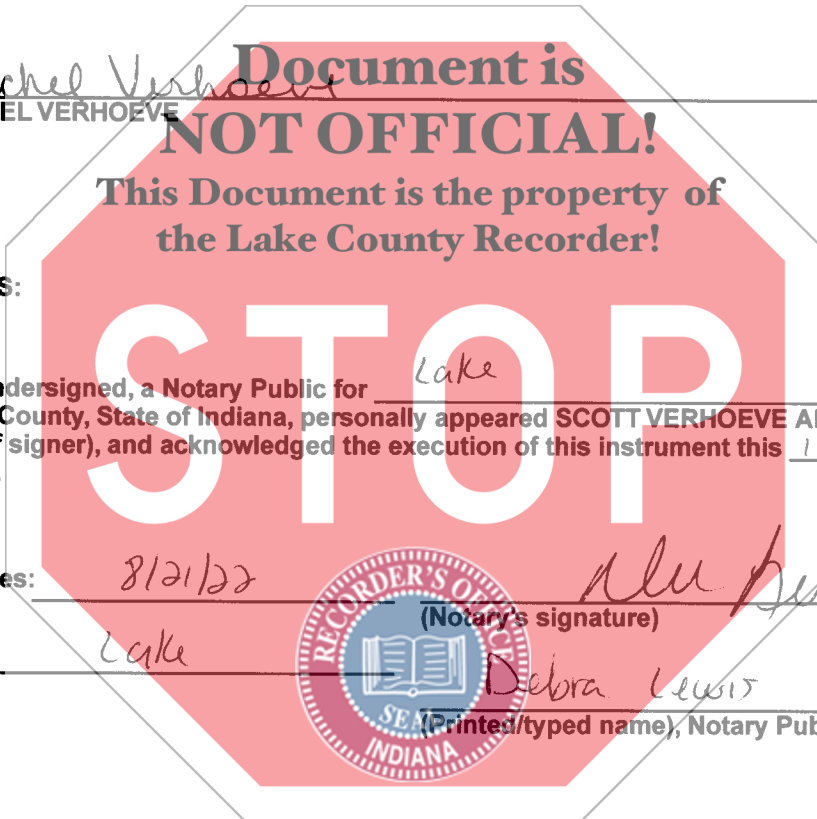 Document is
chel Verhoeve
EL VERHOEVE
NOT OFFICIAL!
This Document is the property of
the Lake County Recorder!
S:
STOP
dersigned, a Notary Public for Lake
County, State of Indiana, personally appeared SCOTT VERHOEVE A
signer), and acknowledged the execution of this instrument this 1
es: 8/21/22
(Notary's signature)
Lake
RECORDER'S OFFICE
SEAL
INDIANA
Debra Lewis
(Printed/typed name), Notary Pub